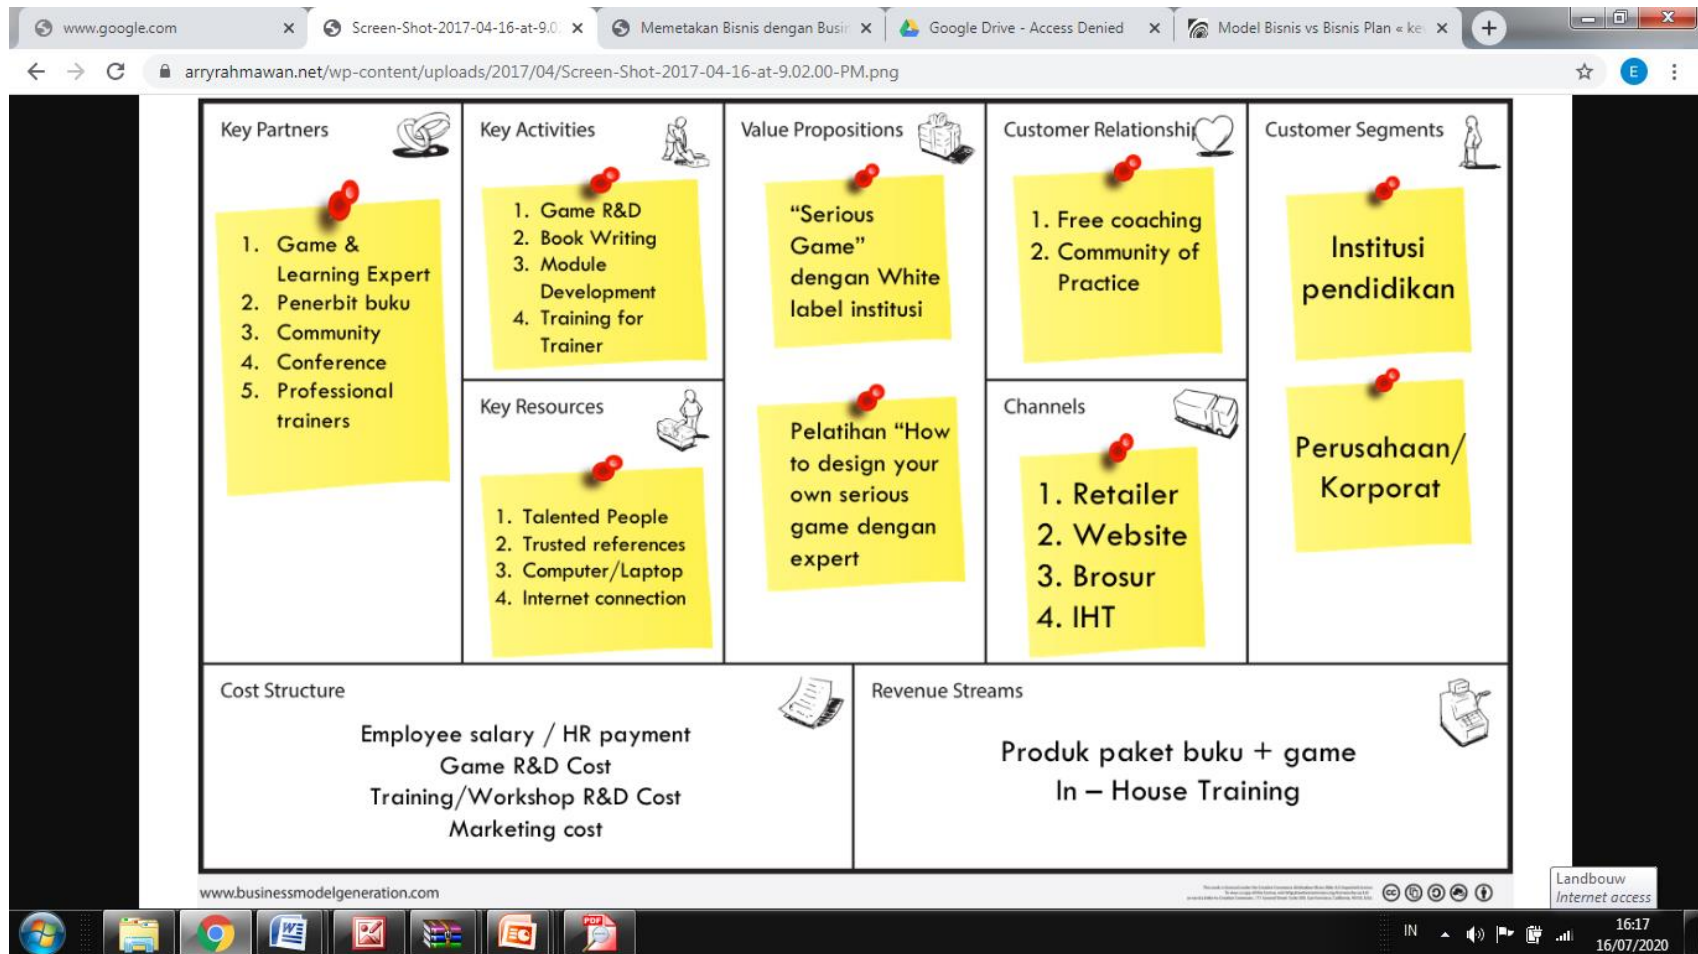 www.google.com
Screen-Shot-2017-04-16-at-9.0
Memetakan Bisnis dengan Busin
Google Drive - Access Denied
Model Bisnis vs Bisnis Plan « ke
arryrahmawan.net/wp-content/uploads/2017/04/Screen-Shot-2017-04-16-at-9.02.00-PM.png
E
Key Partners
1. Game &
Learning Expert
2. Penerbit buku
3. Community
4. Conference
5. Professional
trainers
Key Activities
1. Game R&D
2. Book Writing
3. Module
Development
4. Training for
Trainer
Key Resources
1. Talented People
2. Trusted references
3. Computer/Laptop
4. Internet connection
Value Propositions
“Serious
Game”
dengan White
label institusi
Pelatihan “How
to design your
own serious
game dengan
expert
Customer Relationship
1. Free coaching
2. Community of
Practice
Channels
1. Retailer
2. Website
3. Brosur
4. IHT
Customer Segments
Institusi
pendidikan
Perusahaan/
Korporat
Cost Structure
Employee salary / HR payment
Game R&D Cost
Training/Workshop R&D Cost
Marketing cost
Revenue Streams
Produk paket buku + game
In – House Training
www.businessmodelgeneration.com
Landbouw
Internet access
IN
16:17
16/07/2020